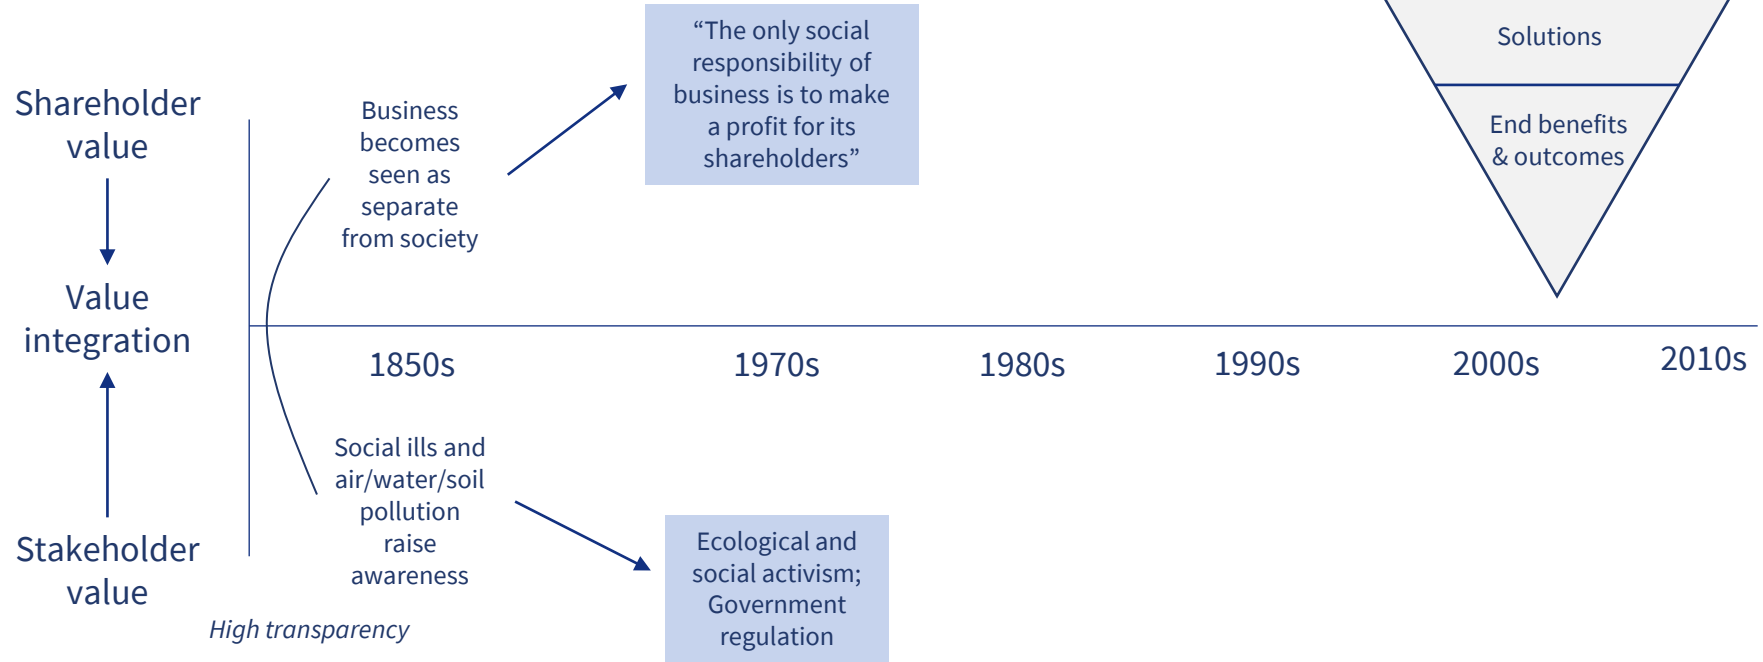 Shareholder
value
Value
integration
Stakeholder
value
Business
becomes
seen as
separate
from society
“The only social
responsibility of
business is to make
a profit for its
shareholders”
Solutions
End benefits
& outcomes
1850s
1970s
1980s
1990s
2000s
2010s
Social ills and
air/water/soil
pollution
raise
awareness
Ecological and
social activism;
Government
regulation
High transparency